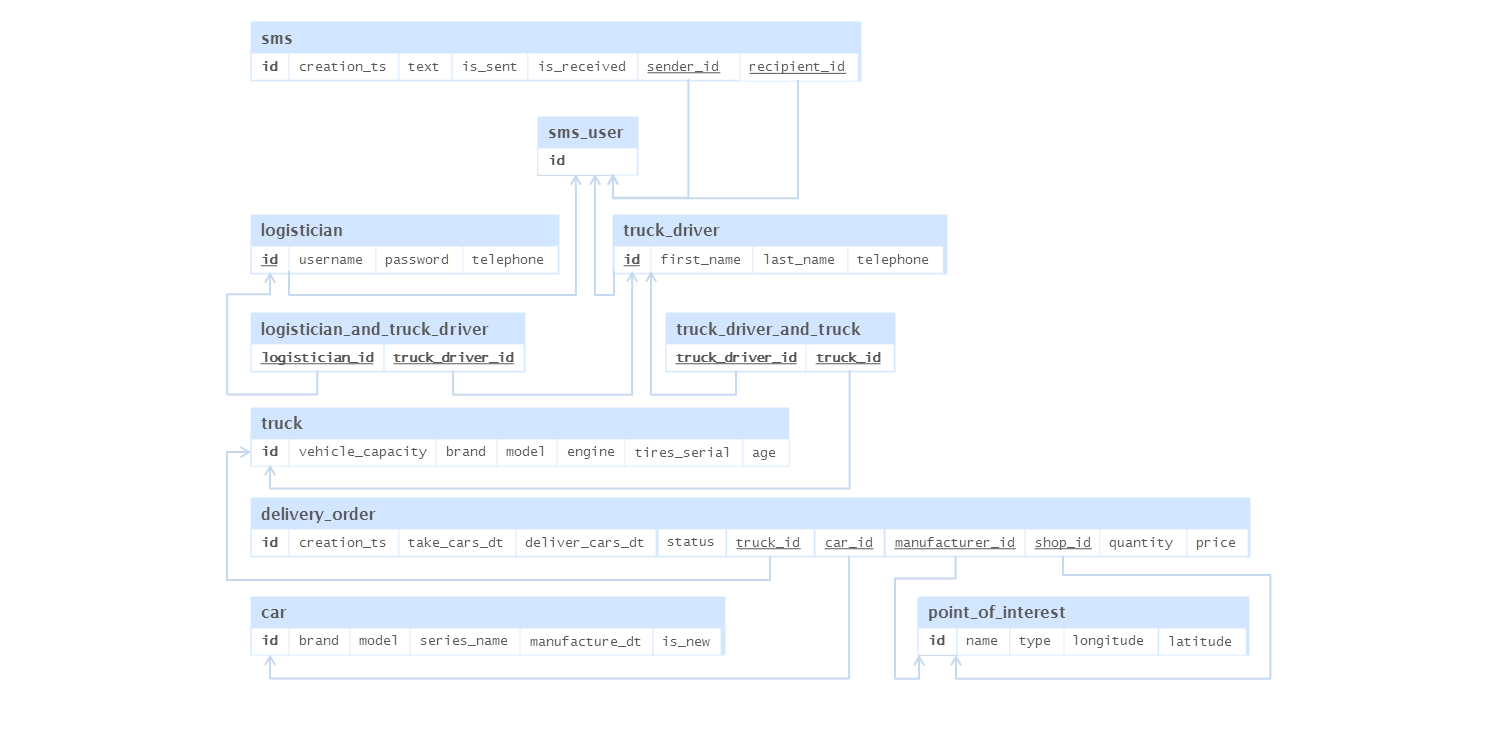 sms
id creation_ts text is_sent is_received sender_id recipient_id
sms_user
id
logistician
id username password telephone
truck_driver
id first_name last_name telephone
logistician_and_truck_driver
logistician_id truck_driver_id
truck_driver_and_truck
truck_driver_id truck_id
truck
id vehicle_capacity brand model engine tires_serial age
delivery_order
id creation_ts take_cars_dt deliver_cars_dt status truck_id car_id manufacturer_id shop_id quantity price
car
id brand model series_name manufacture_dt is_new
point_of_interest
id name type longitude latitude